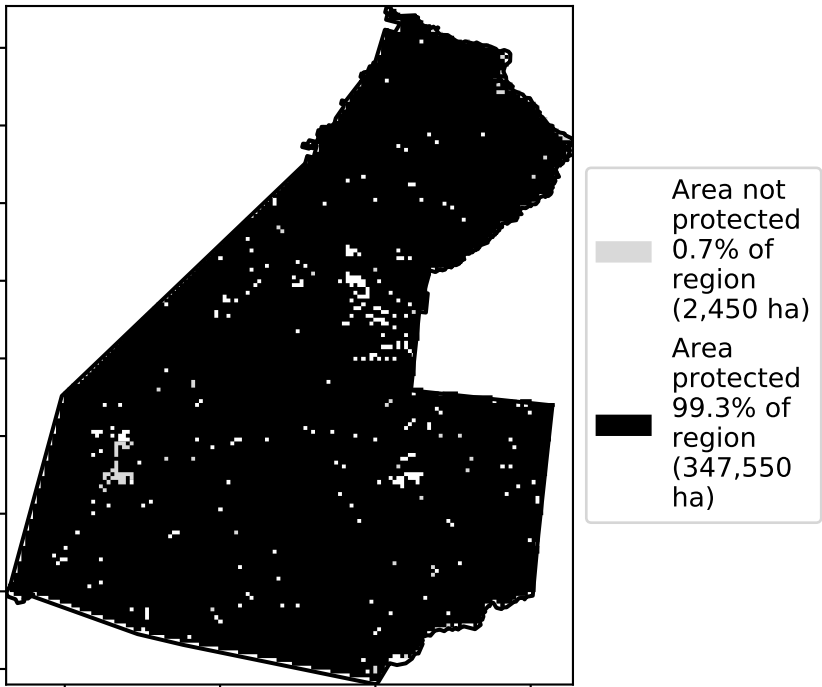 Area not
protected
0.7% of
region
(2,450 ha)
Area
protected
99.3% of
region
(347,550
ha)